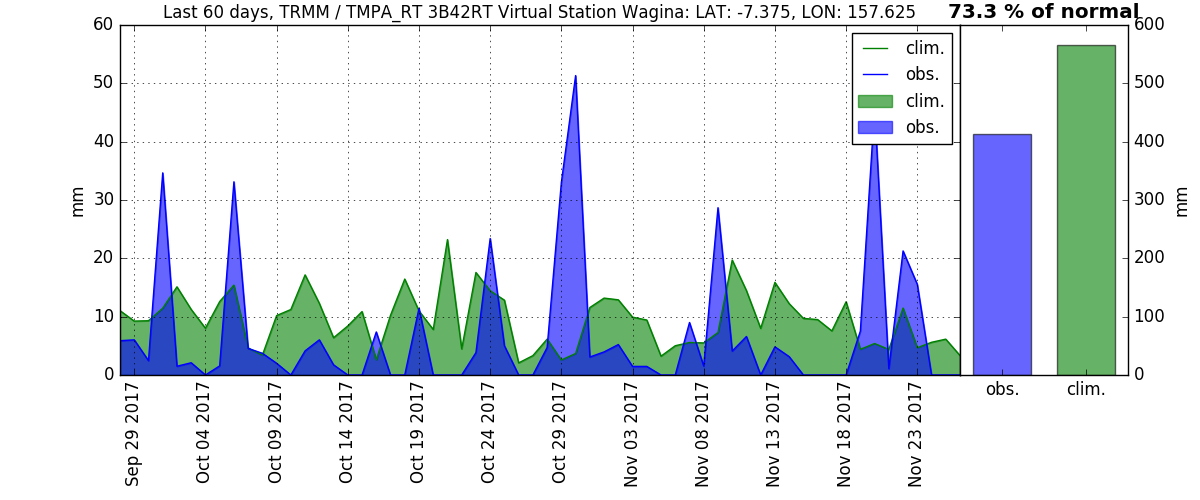 Last 60 days, TRMM / TMPA_RT 3B42RT Virtual Station Wagina: LAT: -7.375, LON: 157.625
73.3 % of normal
60
50
40
30
20
10
0
mm
clim.
obs.
clim.
obs.
600
500
400
300
200
100
0
mm
Sep 29 2017
Oct 04 2017
Oct 09 2017
Oct 14 2017
Oct 19 2017
Oct 24 2017
Oct 29 2017
Nov 03 2017
Nov 08 2017
Nov 13 2017
Nov 18 2017
Nov 23 2017
obs.
clim.